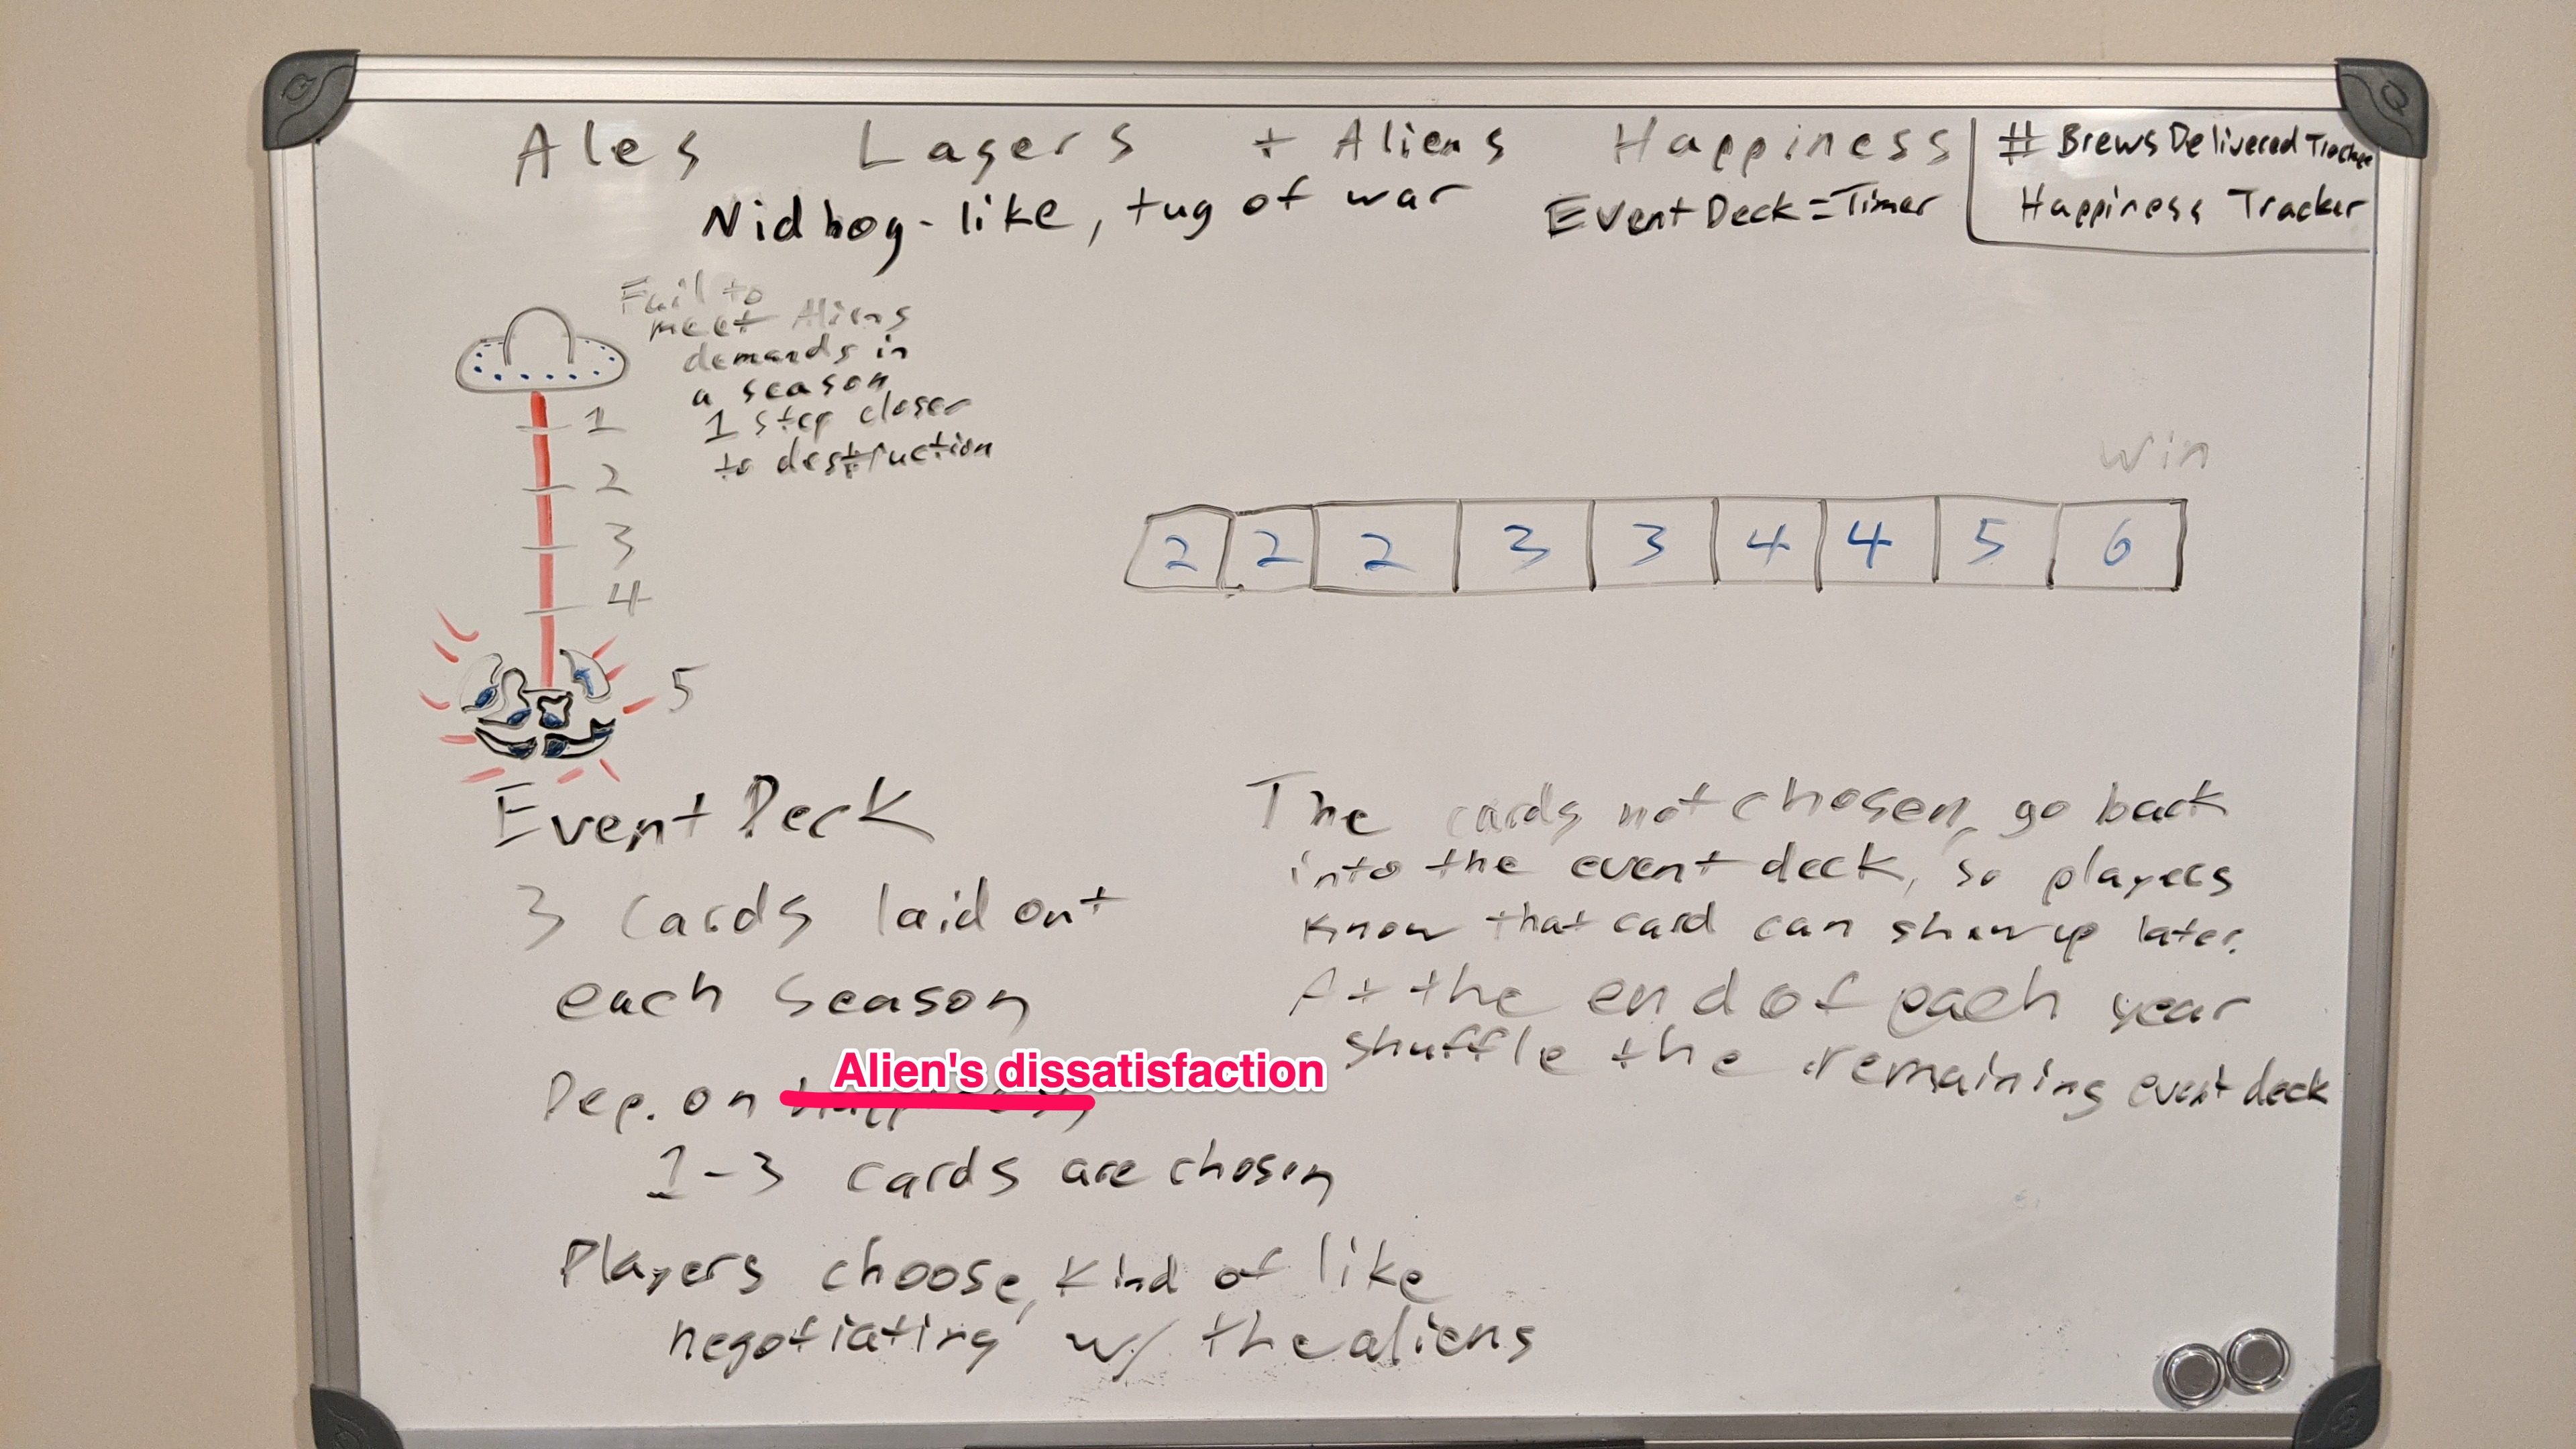 Ales Lagers + Aliens Happiness
Nidhog-like, tug of war
EventDeck=Timer
# Brews Delivered Tracker
Happiness Tracker
Fail to
meet Aliens
demands in
a season
1 step closer
to destruction
1
2
3
4
5
Win
2 2 2 3 3 4 4 5 6
Event Deck
3 cards laid out
each season
Dep. on Happiness
Alien's dissatisfaction
1-3 cards are chosen
Players choose, kind of like
negotiating w/ the aliens
The cards not chosen, go back
into the event deck, so players
know that card can show up later.
At the end of each year
shuffle the remaining event deck